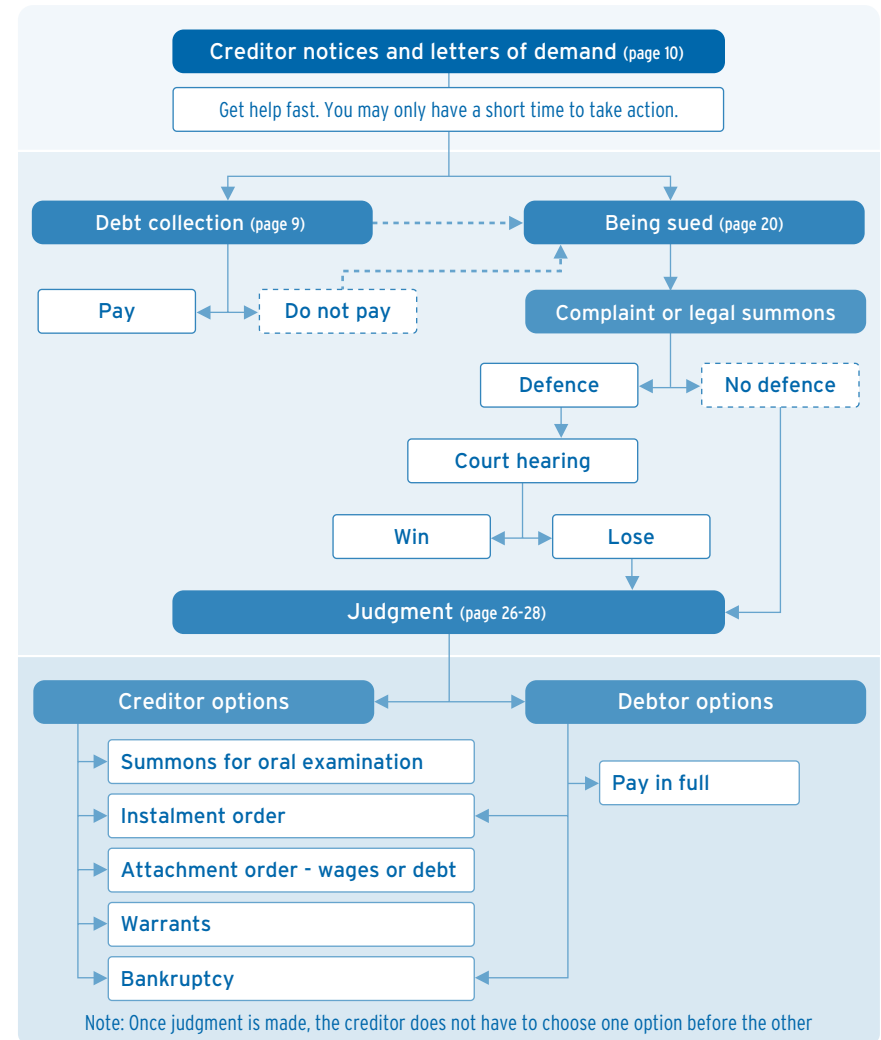 Creditor notices and letters of demand (page 10)
Get help fast. You may only have a short time to take action.
Debt collection (page 9)
Being sued (page 20)
Pay
Do not pay
Complaint or legal summons
Defence
No defence
Court hearing
Win
Lose
Judgment (page 26-28)
Creditor options
Debtor options
Summons for oral examination
Pay in full
Instalment order
Attachment order - wages or debt
Warrants
Bankruptcy
Note: Once judgment is made, the creditor does not have to choose one option before the other